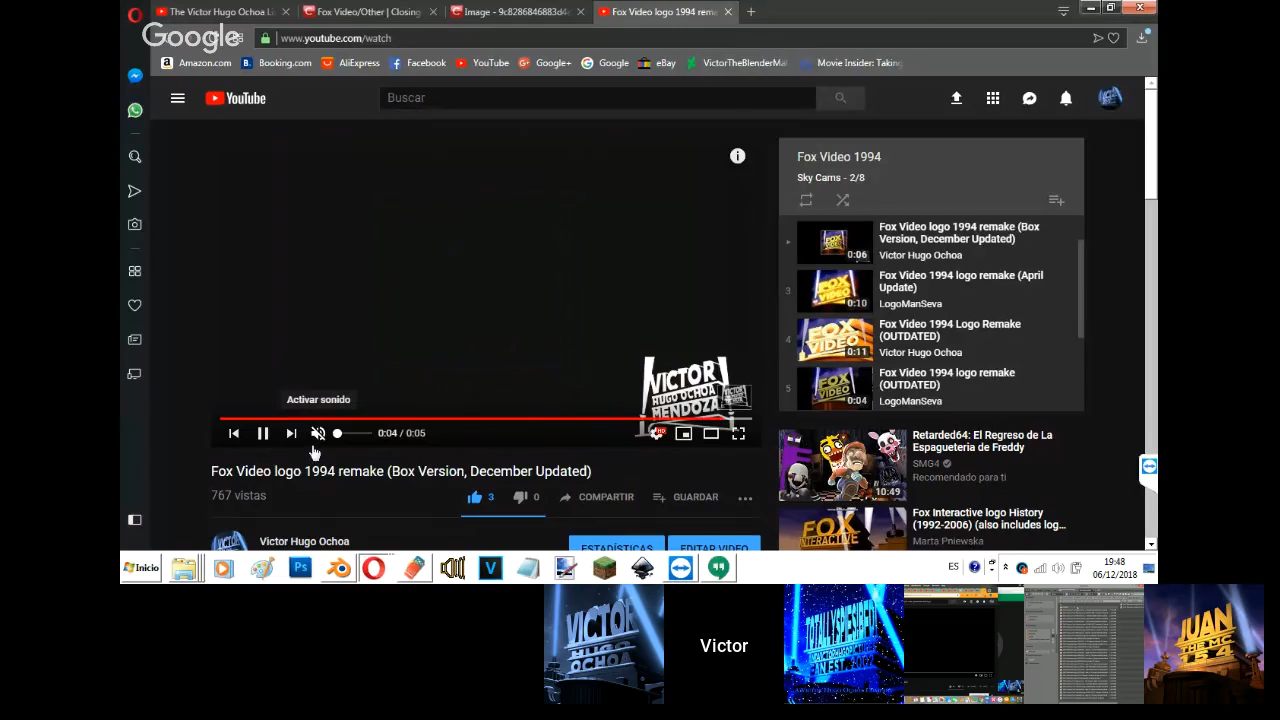 The Victor Hugo Ochoa Li
Fox Video/Other | Closing
Image - 9c8286846883d4
Fox Video logo 1994 rema
Google
www.youtube.com/watch
Amazon.com
Booking.com
AliExpress
Facebook
YouTube
Google+
Google
eBay
VictorTheBlenderMa
Movie Insider: Taking
YouTube
Buscar
Fox Video 1994
Sky Cams - 2/8
Fox Video logo 1994 remake (Box
Version, December Updated)
Victor Hugo Ochoa
0:06
3
Fox Video 1994 logo remake (April
Update)
LogoManSeva
0:10
4
Fox Video 1994 Logo Remake
(OUTDATED)
Victor Hugo Ochoa
0:11
5
Fox Video 1994 logo remake
(OUTDATED)
LogoManSeva
0:04
VICTOR
HUGO OCHOA
MENDOZA
Activar sonido
0:04 / 0:05
HD
Fox Video logo 1994 remake (Box Version, December Updated)
767 vistas
3
0
COMPARTIR
GUARDAR
Victor Hugo Ochoa
ESTADÍSTICAS
EDITAR VIDEO
Retarded64: El Regreso de La
Espagueteria de Freddy
SMG4
Recomendado para ti
10:49
Fox Interactive logo History
(1992-2006) (also includes log...
Marta Pniewska
FOX
INTERACTIVE
Inicio
ES
19:48
06/12/2018
VICTOR
Victor
JUAN